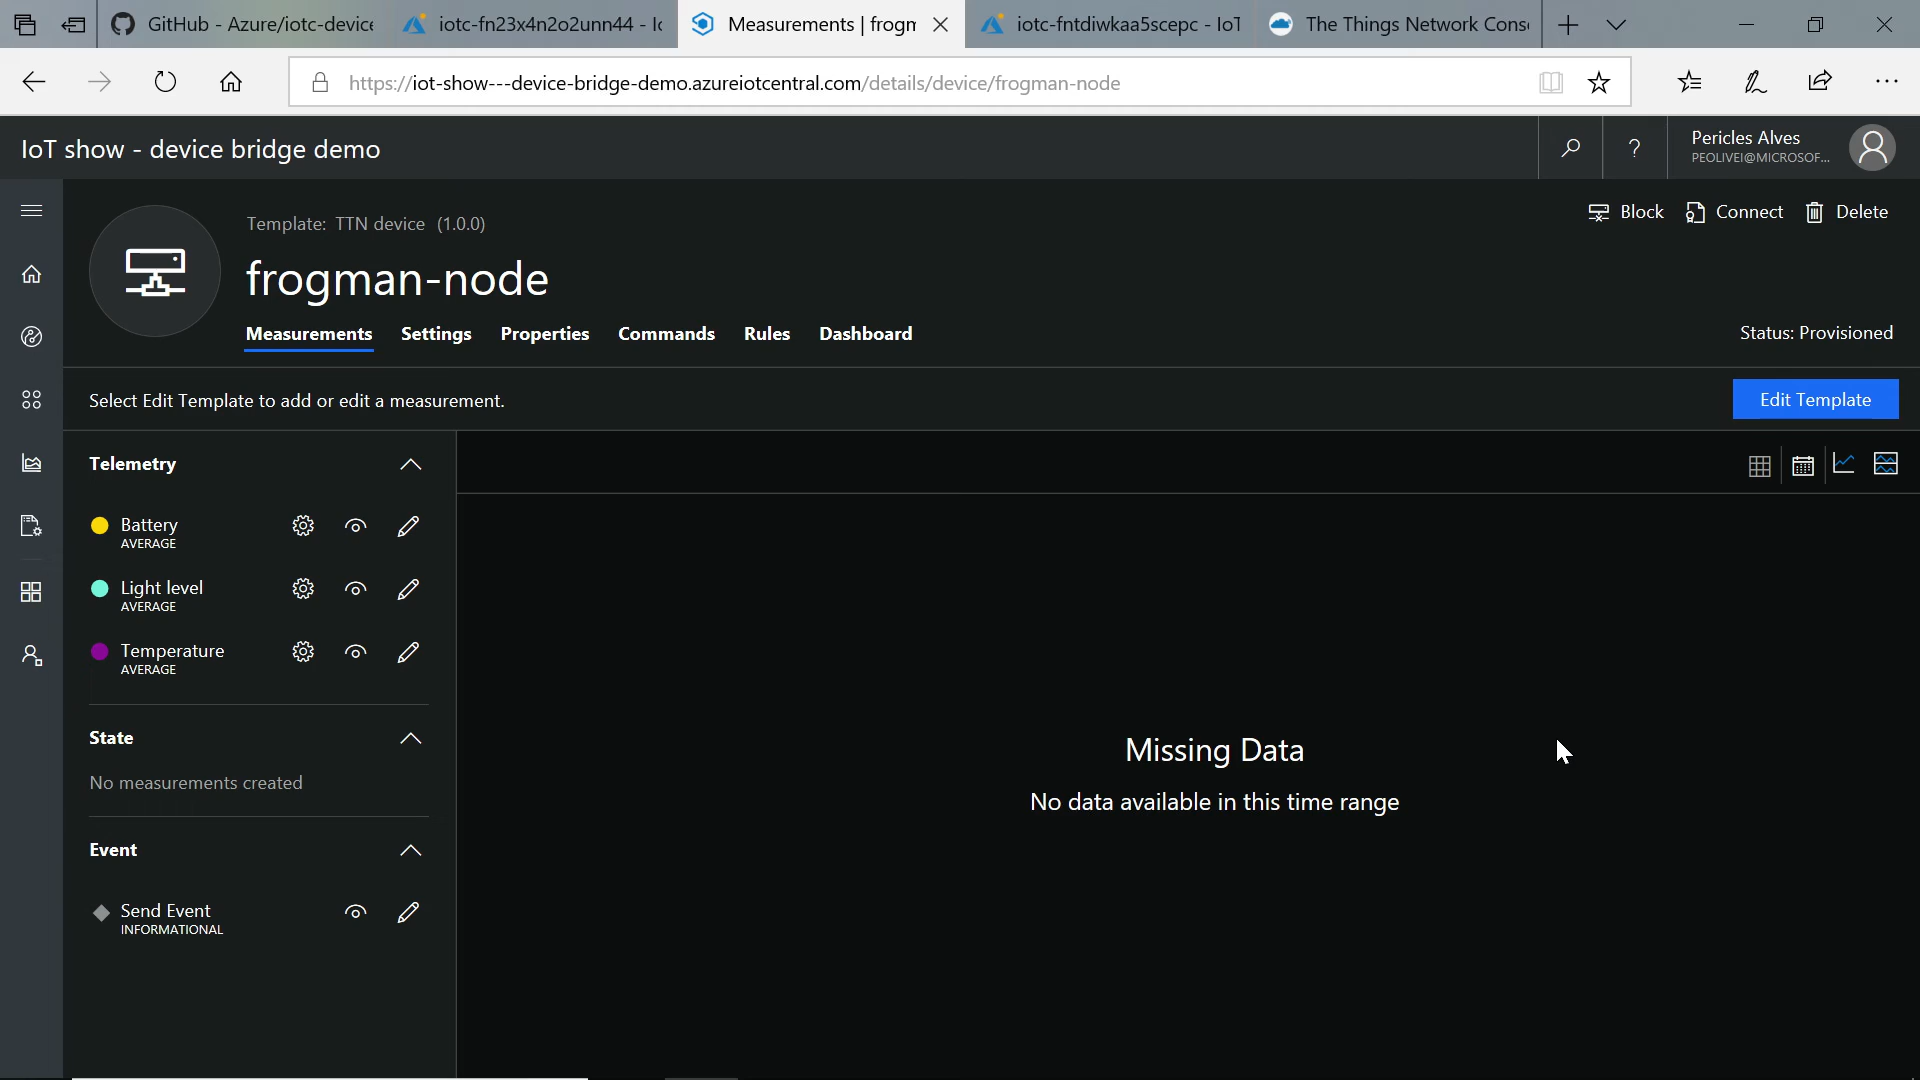 GitHub - Azure/iotc-device
iotc-fn23x4n2o2unn44 - Io
Measurements | frogm
iotc-fntdiwkaa5scepc - IoT
The Things Network Conso
https://iot-show---device-bridge-demo.azureiotcentral.com/details/device/frogman-node
IoT show - device bridge demo
?
Pericles Alves
PEOLIVEI@MICROSOF...
Template: TTN device (1.0.0)
Block
Connect
Delete
frogman-node
Measurements
Settings
Properties
Commands
Rules
Dashboard
Status: Provisioned
Select Edit Template to add or edit a measurement.
Edit Template
Telemetry
Battery
AVERAGE
Light level
AVERAGE
Temperature
AVERAGE
State
No measurements created
Event
Send Event
INFORMATIONAL
Missing Data
No data available in this time range